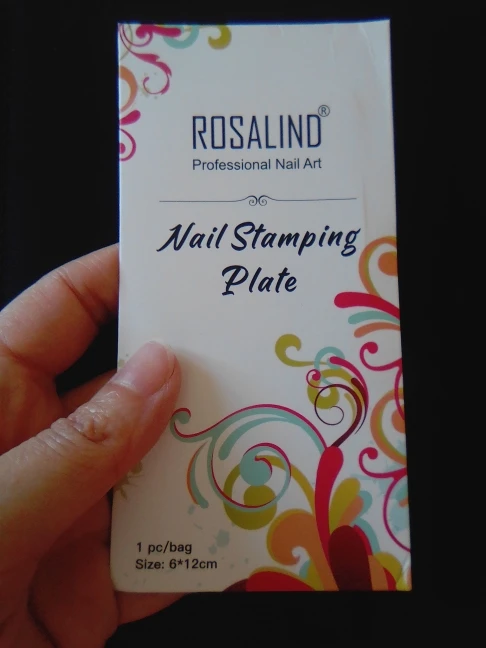 ROSALIND®
Professional Nail Art
Nail Stamping
Plate
1 pc/bag
Size: 6*12cm